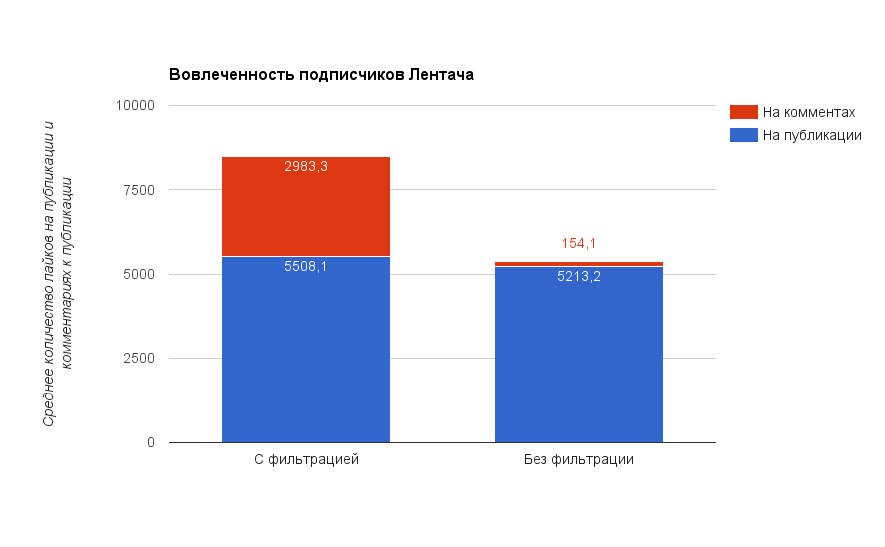 Вовлеченность подписчиков Лентача
Среднее количество лайков на публикации и
комментариях к публикации
10000
7500
5000
2500
0
2983,3
5508,1
154,1
5213,2
С фильтрацией
Без фильтрации
На комментах
На публикации